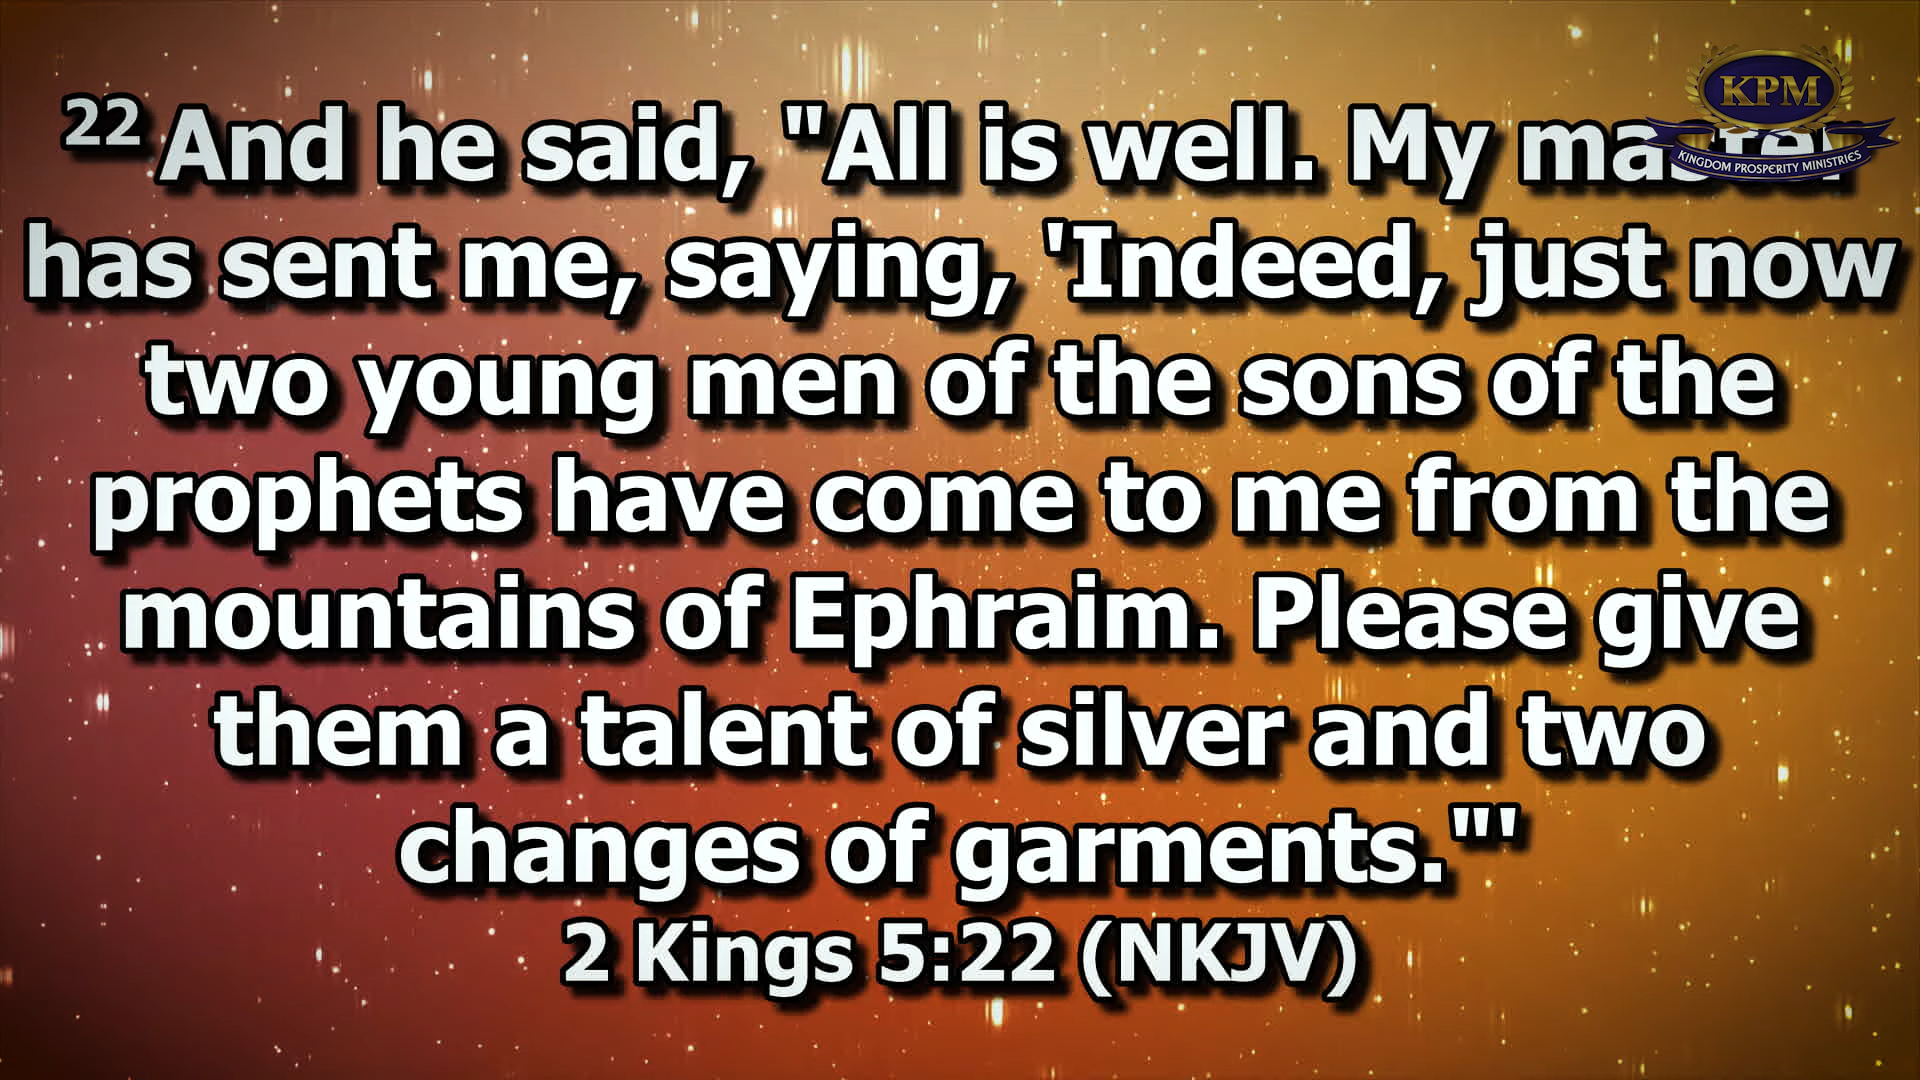 KPM
KINGDOM PROSPERITY MINISTRIES
22 And he said, "All is well. My master
has sent me, saying, 'Indeed, just now
two young men of the sons of the
prophets have come to me from the
mountains of Ephraim. Please give
them a talent of silver and two
changes of garments."'
2 Kings 5:22 (NKJV)